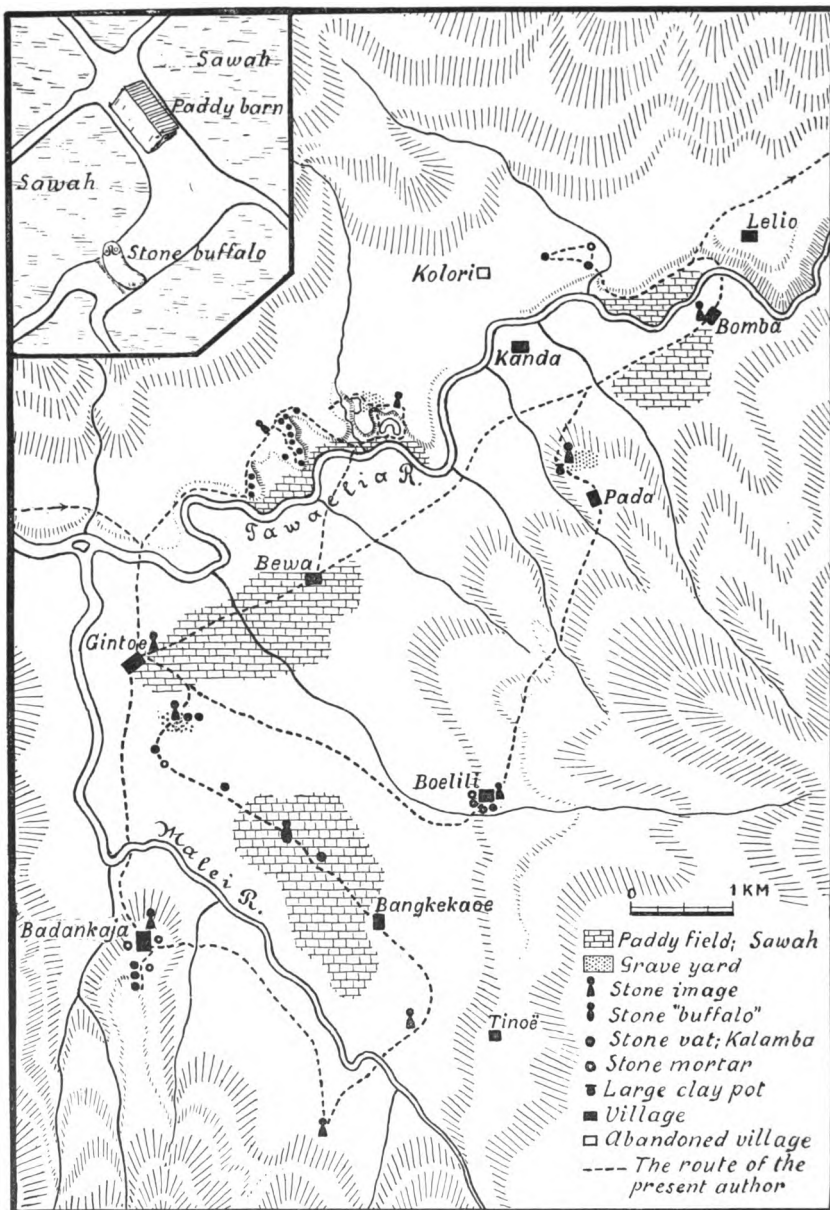 Sawah
Paddy barn
Sawah
Stone buffalo
Lelio
Kolori
Bomba
Kanda
Pada
Tawaelia R.
Bewa
Gintoe
Boelili
Malei R.
Bangkekaoe
Badankaja
Tinoë
0 1 KM
Paddy field; Sawah
Grave yard
Stone image
Stone "buffalo"
Stone vat; Kalamba
Stone mortar
Large clay pot
Village
Abandoned village
The route of the
present author